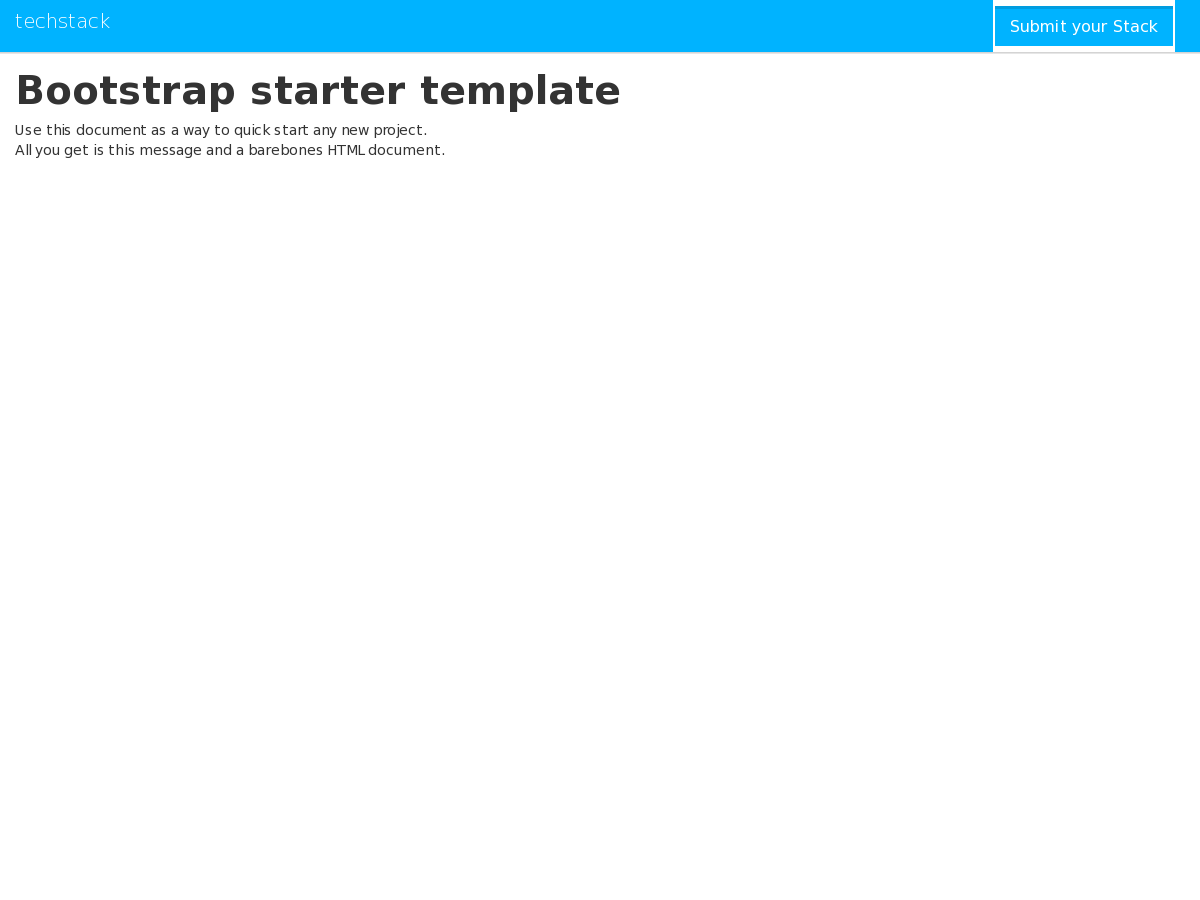 techstack
Submit your Stack
Bootstrap starter template
Use this document as a way to quick start any new project.
All you get is this message and a barebones HTML document.